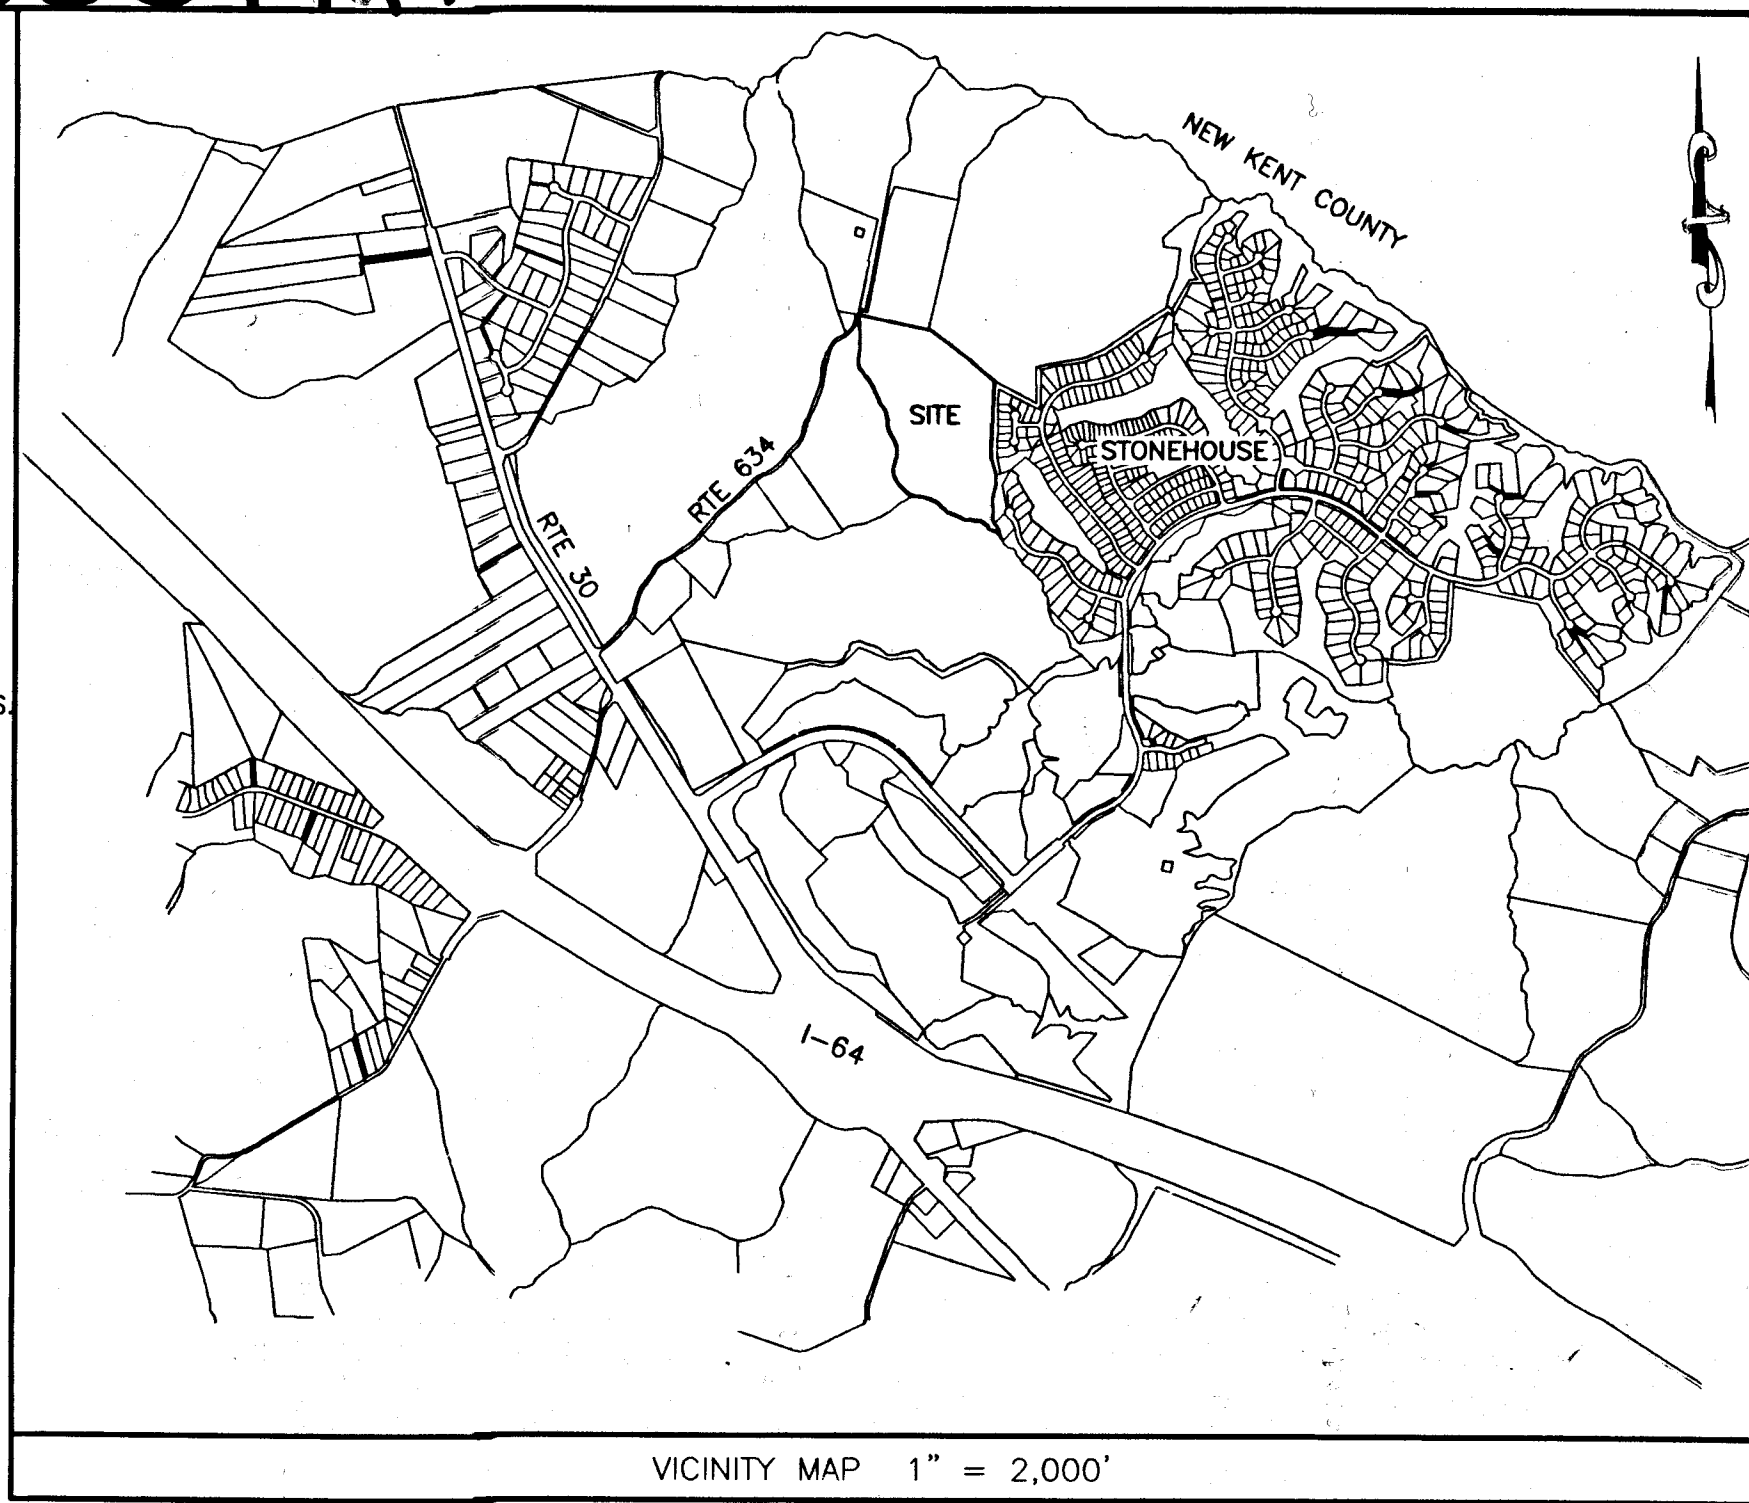 NEW KENT COUNTY
SITE
STONEHOUSE
RTE 634
RTE 30
S.
I-64
VICINITY MAP 1" = 2,000'